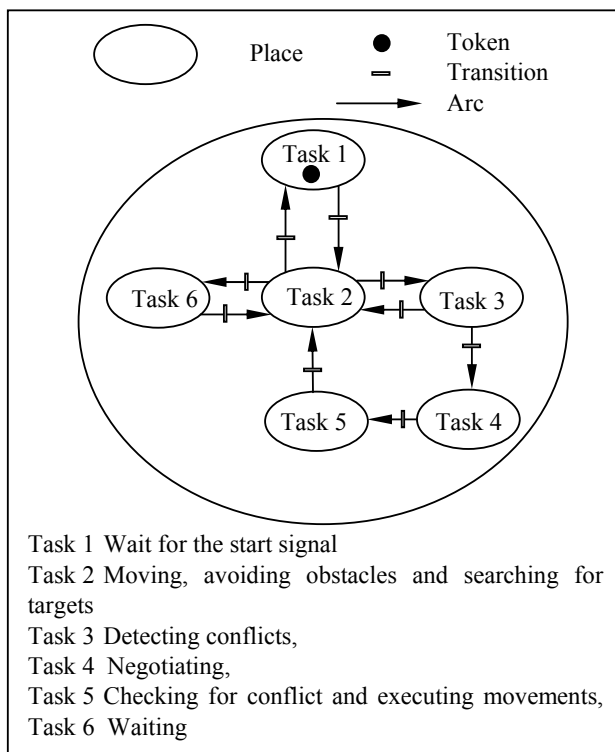 Place
Token
Transition
Arc
Task 1
Task 6
Task 2
Task 3
Task 5
Task 4
Task 1 Wait for the start signal
Task 2 Moving, avoiding obstacles and searching for
targets
Task 3 Detecting conflicts,
Task 4 Negotiating,
Task 5 Checking for conflict and executing movements,
Task 6 Waiting